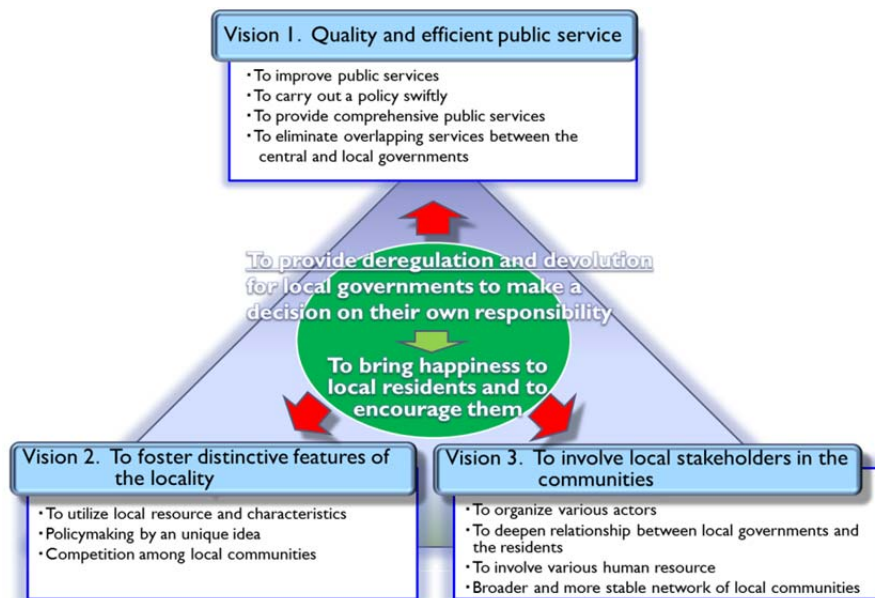 Vision 1. Quality and efficient public service
・To improve public services
・To carry out a policy swiftly
・To provide comprehensive public services
・To eliminate overlapping services between the
central and local governments
To provide deregulation and devolution
for local governments to make a
decision on their own responsibility
To bring happiness to
local residents and to
encourage them
Vision 2. To foster distinctive features of
the locality
・To utilize local resource and characteristics
・Policymaking by an unique idea
・Competition among local communities
Vision 3. To involve local stakeholders in the
communities
・To organize various actors
・To deepen relationship between local governments and
the residents
・To involve various human resource
・Broader and more stable network of local communities